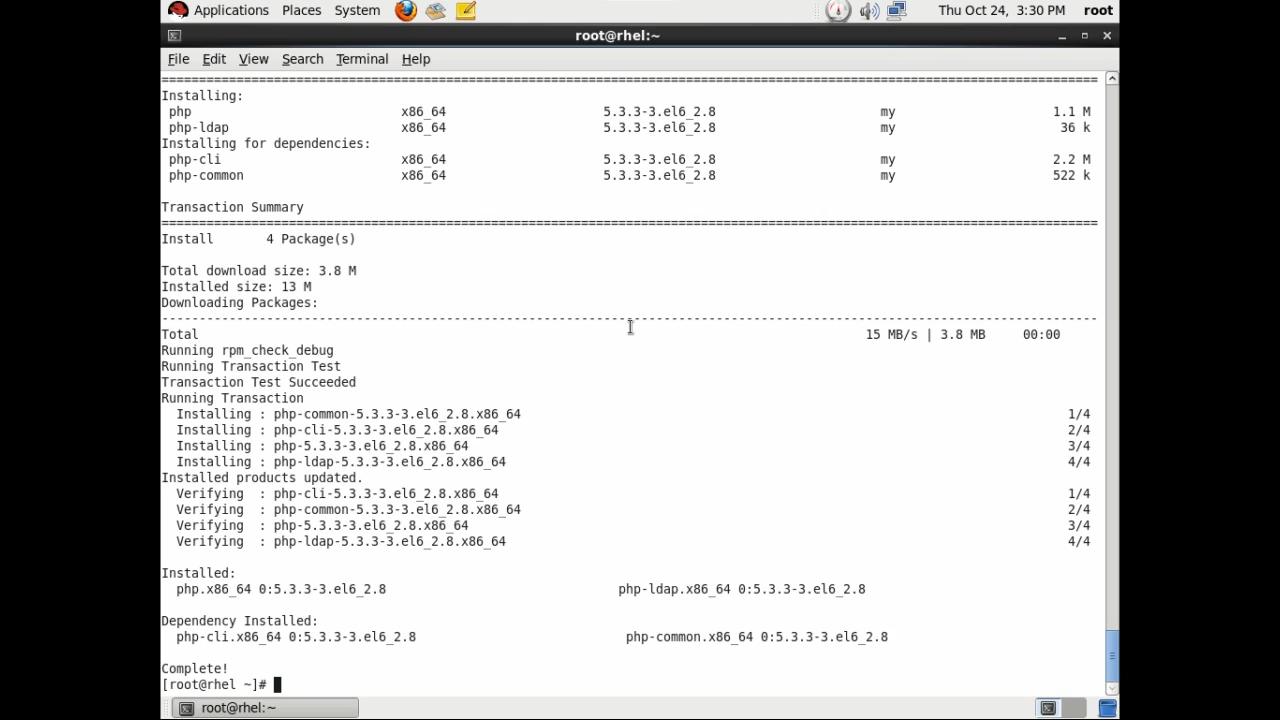 Applications Places System Thu Oct 24, 3:30 PM root
root@rhel:~
File Edit View Search Terminal Help
================================================================================
Installing:
php x86_64 5.3.3-3.el6_2.8 my 1.1 M
php-ldap x86_64 5.3.3-3.el6_2.8 my 36 k
Installing for dependencies:
php-cli x86_64 5.3.3-3.el6_2.8 my 2.2 M
php-common x86_64 5.3.3-3.el6_2.8 my 522 k
Transaction Summary
================================================================================
Install 4 Package(s)
Total download size: 3.8 M
Installed size: 13 M
Downloading Packages:
--------------------------------------------------------------------------------
Total 15 MB/s | 3.8 MB 00:00
Running rpm_check_debug
Running Transaction Test
Transaction Test Succeeded
Running Transaction
Installing : php-common-5.3.3-3.el6_2.8.x86_64 1/4
Installing : php-cli-5.3.3-3.el6_2.8.x86_64 2/4
Installing : php-5.3.3-3.el6_2.8.x86_64 3/4
Installing : php-ldap-5.3.3-3.el6_2.8.x86_64 4/4
Installed products updated.
Verifying : php-cli-5.3.3-3.el6_2.8.x86_64 1/4
Verifying : php-common-5.3.3-3.el6_2.8.x86_64 2/4
Verifying : php-5.3.3-3.el6_2.8.x86_64 3/4
Verifying : php-ldap-5.3.3-3.el6_2.8.x86_64 4/4
Installed:
php.x86_64 0:5.3.3-3.el6_2.8 php-ldap.x86_64 0:5.3.3-3.el6_2.8
Dependency Installed:
php-cli.x86_64 0:5.3.3-3.el6_2.8 php-common.x86_64 0:5.3.3-3.el6_2.8
Complete!
[root@rhel ~]#
root@rhel:~